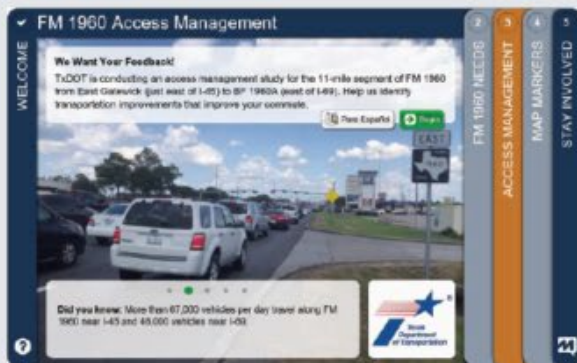 FM 1960 Access Management
WELCOME
We Want Your Feedback!
TxDOT is conducting an access management study for the 11-mile segment of FM 1960
from East Gatewick (just east of I-45) to BF 1960A (east of I-69). Help us identify
transportation improvements that improve your commute.
Para Español
Begin
EAST
TEXAS
Did you know: More than 67,000 vehicles per day travel along FM
1960 near I-45 and 46,000 vehicles near I-69.
Texas
Department
of Transportation
?
2
FM 1960 NEEDS
3
ACCESS MANAGEMENT
4
MAP MARKERS
5
STAY INVOLVED